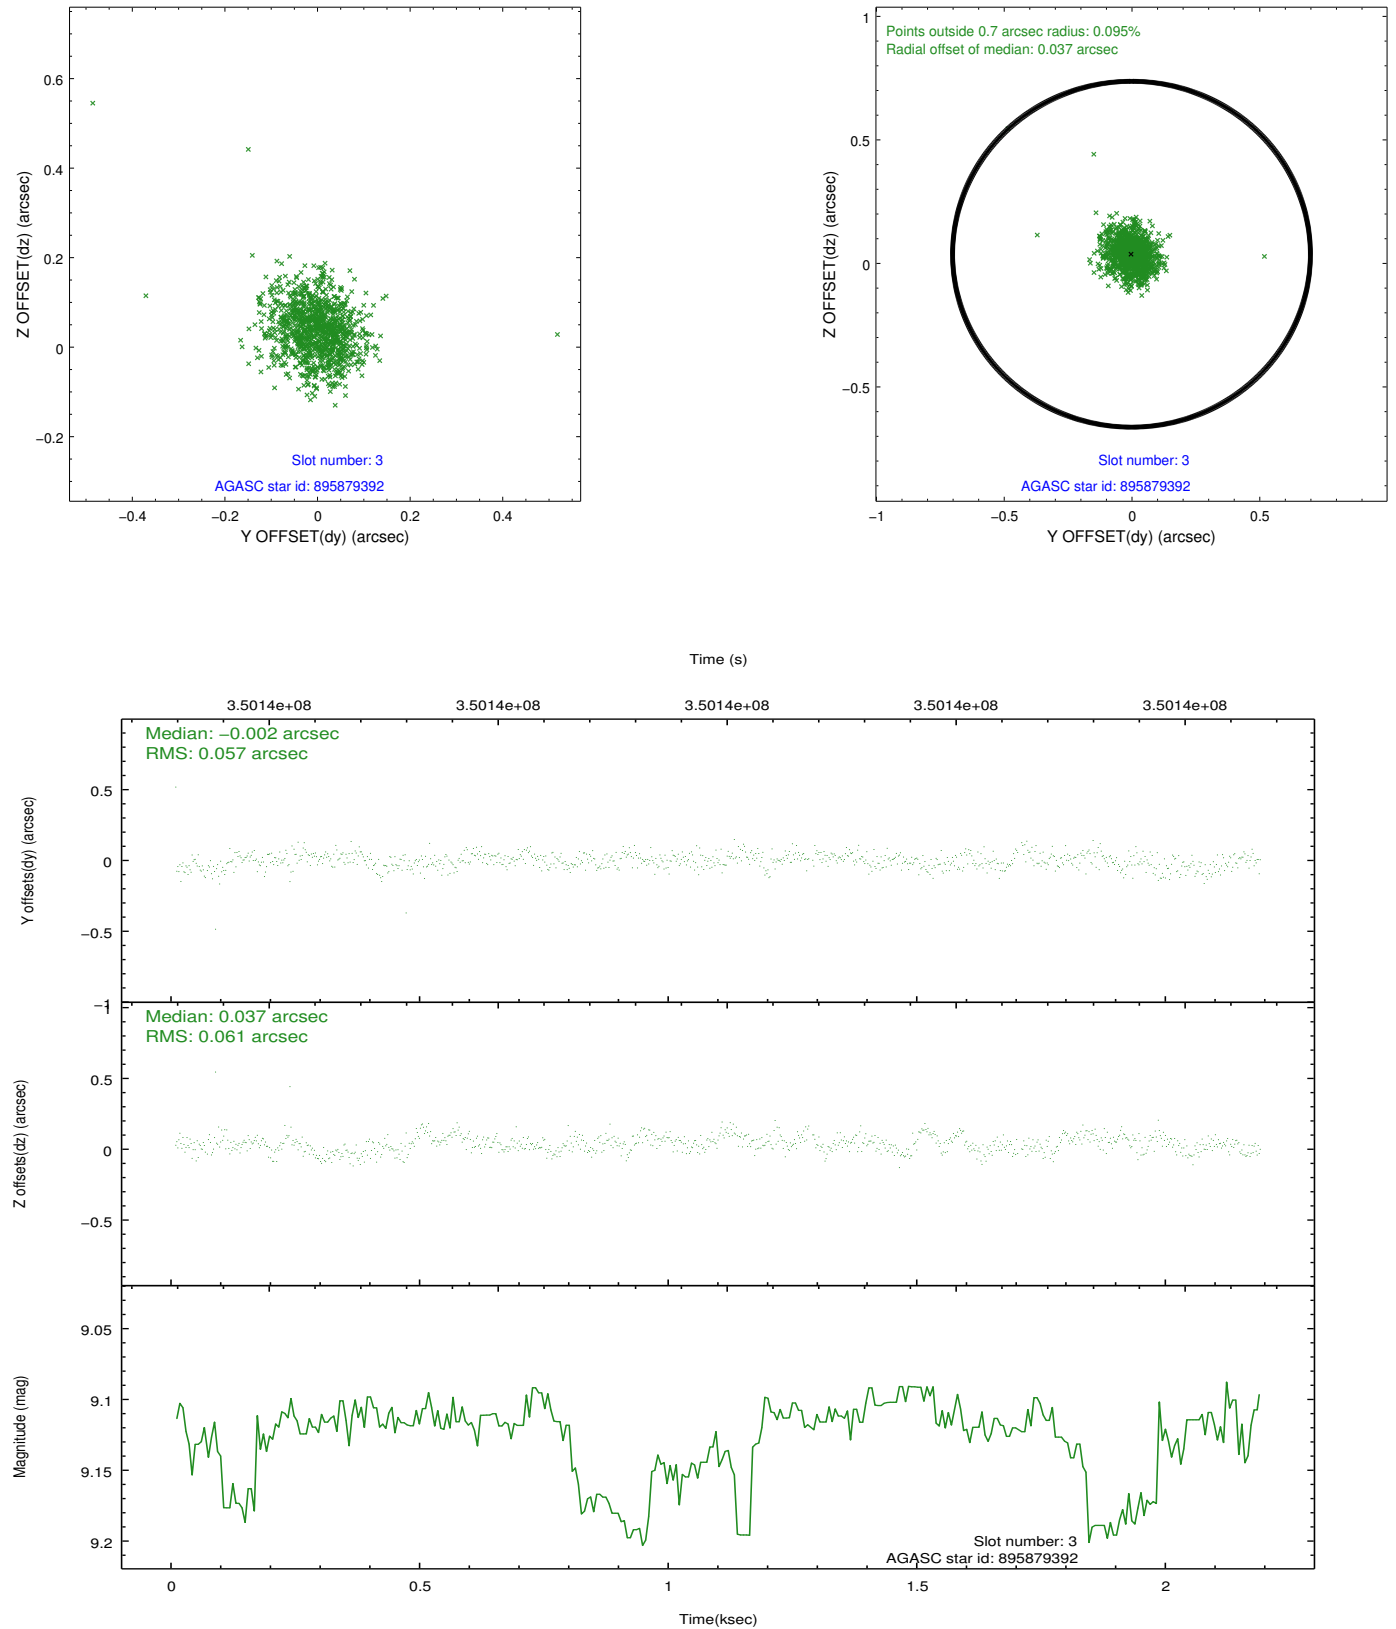 0.6
0.4
0.2
0
−0.2
−0.4
−0.2
0
0.2
0.4
Z OFFSET(dz) (arcsec)
Y OFFSET(dy) (arcsec)
Slot number: 3
AGASC star id: 895879392
Points outside 0.7 arcsec radius: 0.095%
Radial offset of median: 0.037 arcsec
1
0.5
0
−0.5
−1
−0.5
0
0.5
Z OFFSET(dz) (arcsec)
Y OFFSET(dy) (arcsec)
Slot number: 3
AGASC star id: 895879392
Time (s)
3.5014e+08 3.5014e+08 3.5014e+08 3.5014e+08 3.5014e+08
Median: −0.002 arcsec
RMS: 0.057 arcsec
0.5
0
−0.5
−1
Y offsets(dy) (arcsec)
Median: 0.037 arcsec
RMS: 0.061 arcsec
1
0.5
0
−0.5
Z offsets(dz) (arcsec)
9.05
9.1
9.15
9.2
Magnitude (mag)
Slot number: 3
AGASC star id: 895879392
0 0.5 1 1.5 2
Time(ksec)